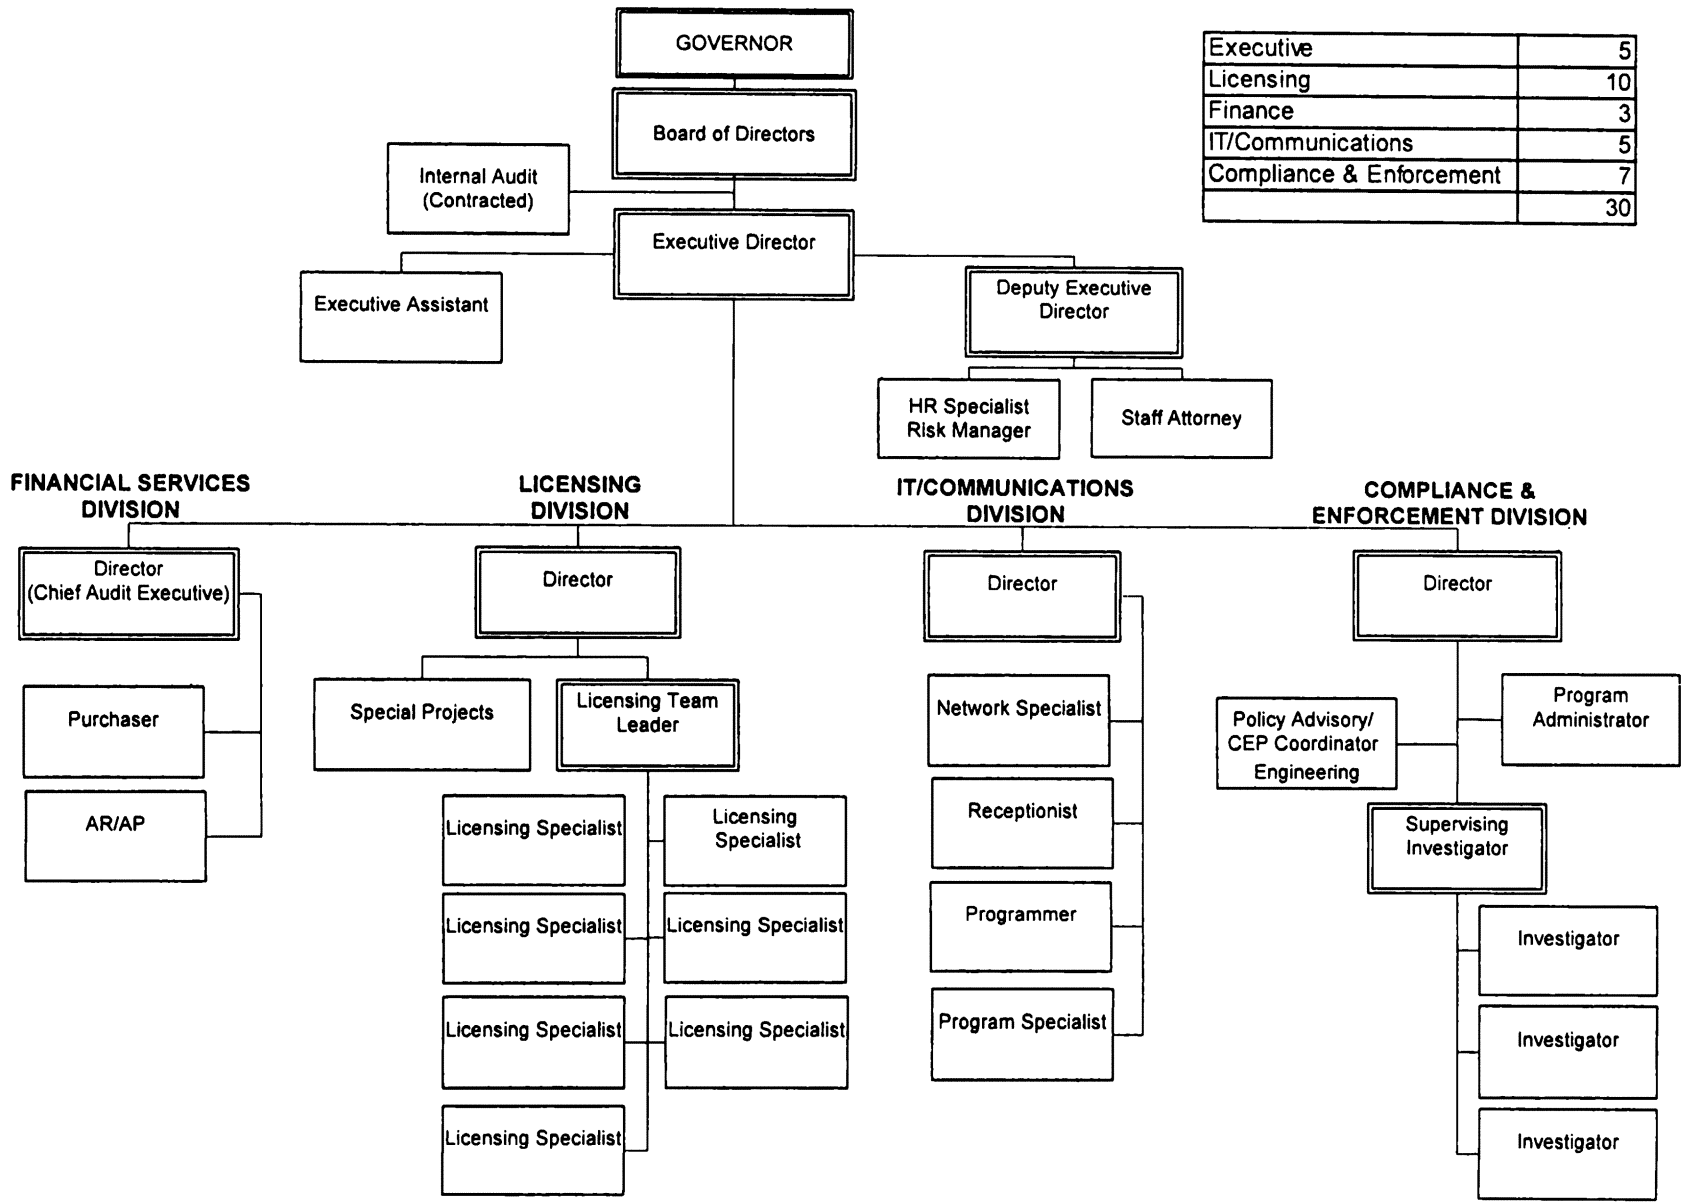 GOVERNOR
Board of Directors
Internal Audit
(Contracted)
Executive Director
Executive Assistant
Deputy Executive
Director
HR Specialist
Risk Manager
Staff Attorney
Executive 5
Licensing 10
Finance 3
IT/Communications 5
Compliance & Enforcement 7
30
FINANCIAL SERVICES
DIVISION
Director
(Chief Audit Executive)
Purchaser
AR/AP
LICENSING
DIVISION
Director
Special Projects
Licensing Team
Leader
Licensing Specialist
Licensing
Specialist
Licensing Specialist
Licensing Specialist
Licensing Specialist
Licensing Specialist
Licensing Specialist
IT/COMMUNICATIONS
DIVISION
Director
Network Specialist
Receptionist
Programmer
Program Specialist
COMPLIANCE &
ENFORCEMENT DIVISION
Director
Program
Administrator
Policy Advisory/
CEP Coordinator
Engineering
Supervising
Investigator
Investigator
Investigator
Investigator